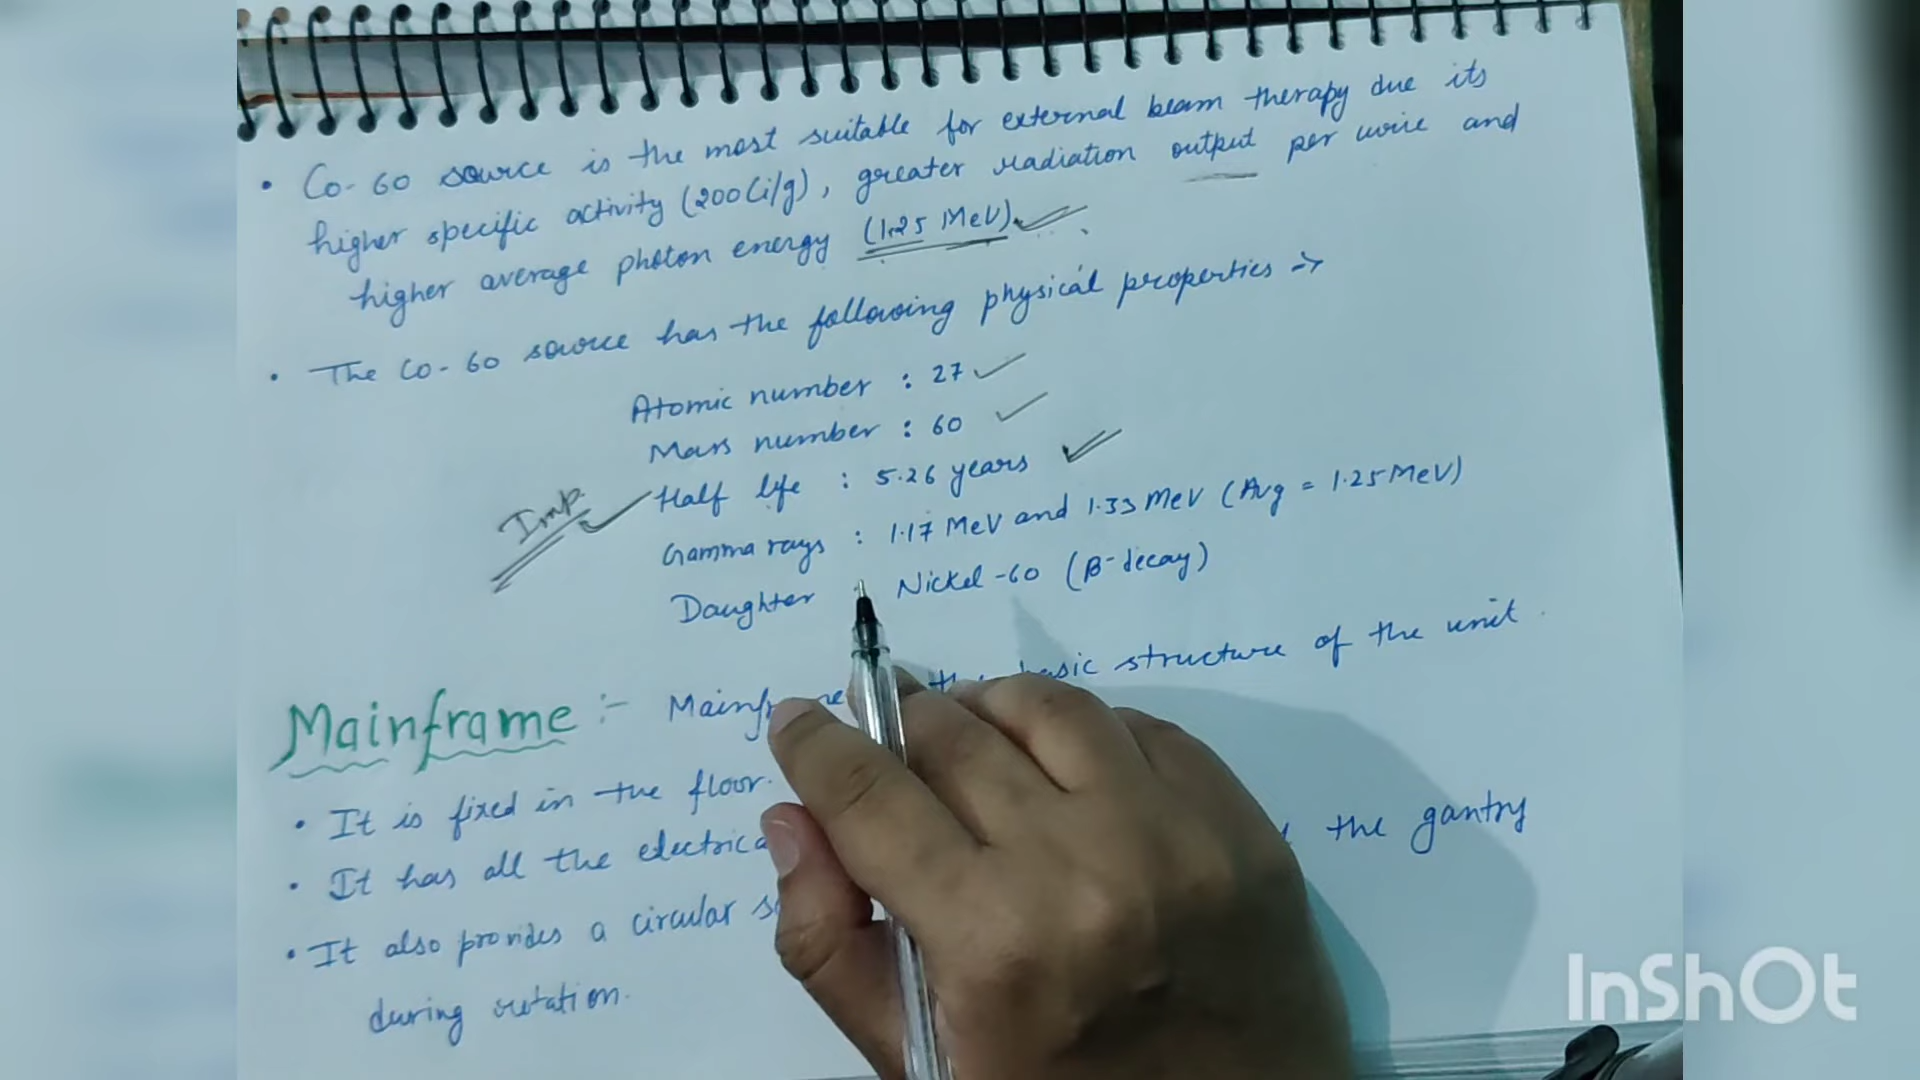 • Co-60 source is the most suitable for external beam therapy due its
higher specific activity (200Ci/g), greater radiation output per curie and
higher average photon energy (1.25 MeV)
• The Co-60 source has the following physical properties →
Atomic number : 27
Mass number : 60
Imp. Half life : 5.26 years
Gamma rays : 1.17 MeV and 1.33 MeV (Avg = 1.25 MeV)
Daughter : Nickel-60 (β-decay)
Mainframe :- the basic structure of the unit.
• It is fixed in the floor.
• It has all the the gantry
• It also provides a circular
during rotation.
InShOt